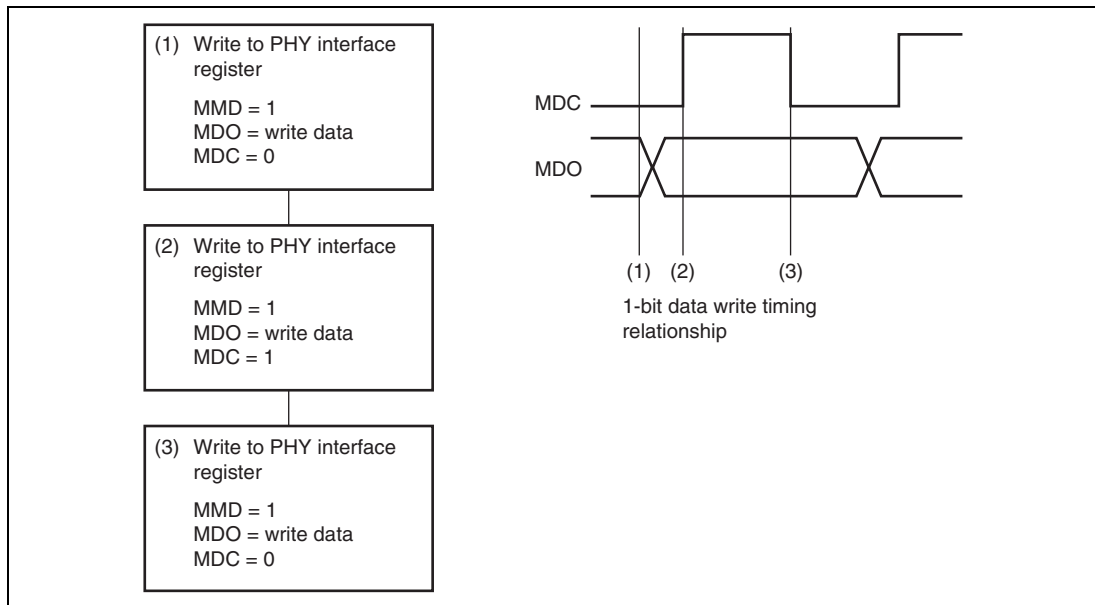 (1) Write to PHY interface
register
MMD = 1
MDO = write data
MDC = 0
(2) Write to PHY interface
register
MMD = 1
MDO = write data
MDC = 1
(3) Write to PHY interface
register
MMD = 1
MDO = write data
MDC = 0
MDC
MDO
(1) (2) (3)
1-bit data write timing
relationship